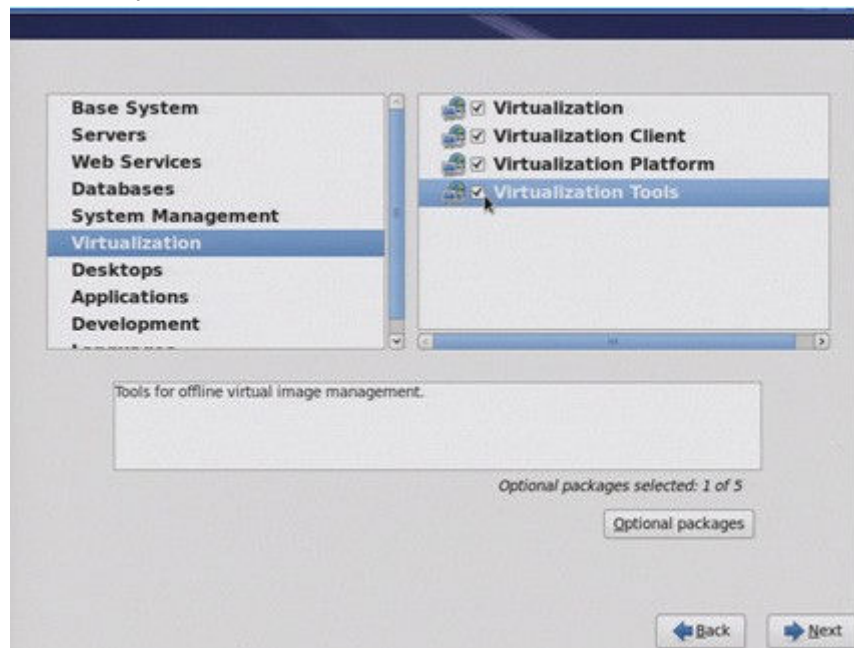 Base System
Servers
Web Services
Databases
System Management
Virtualization
Desktops
Applications
Development
Languages
Virtualization
Virtualization Client
Virtualization Platform
Virtualization Tools
Tools for offline virtual image management.
Optional packages selected: 1 of 5
Optional packages
Back
Next